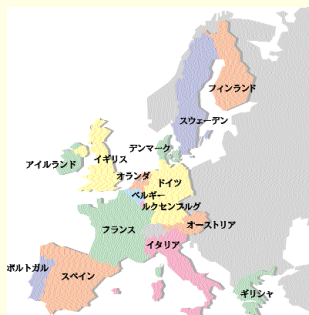 フィンランド
スウェーデン
デンマーク
アイルランド
イギリス
オランダ
ドイツ
ベルギー
ルクセンブルグ
フランス
オーストリア
イタリア
ポルトガル
スペイン
ギリシャ